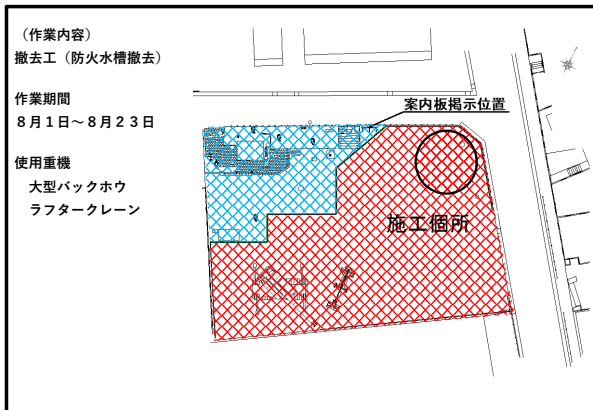 （作業内容）
撤去工（防火水槽撤去）
作業期間
８月１日～８月２３日
使用重機
大型バックホウ
ラフタークレーン
案内板掲示位置
施工個所